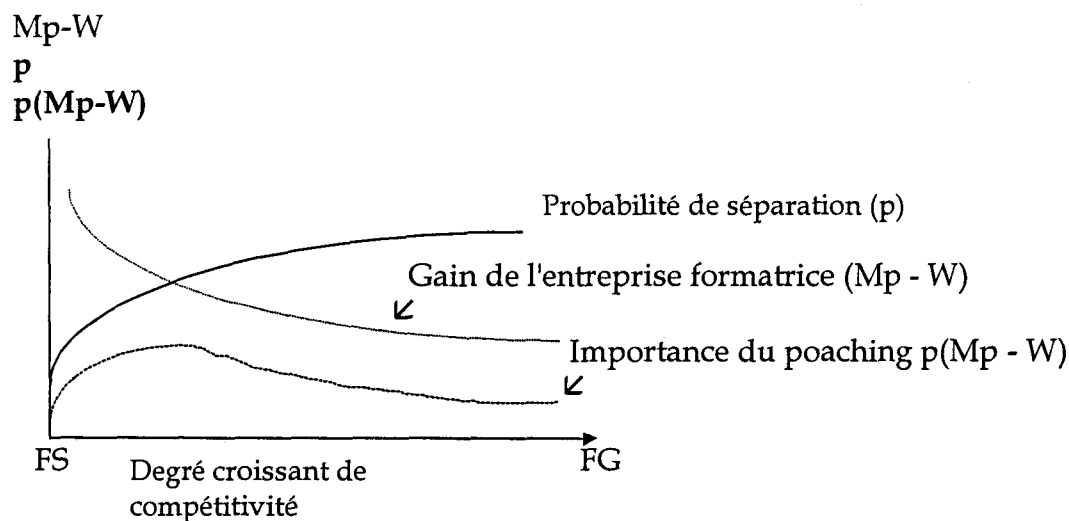 Mp-W
p
p(Mp-W)
Probabilité de séparation (p)
Gain de l'entreprise formatrice (Mp - W)
Importance du poaching p(Mp - W)
FS
FG
Degré croissant de
compétitivité